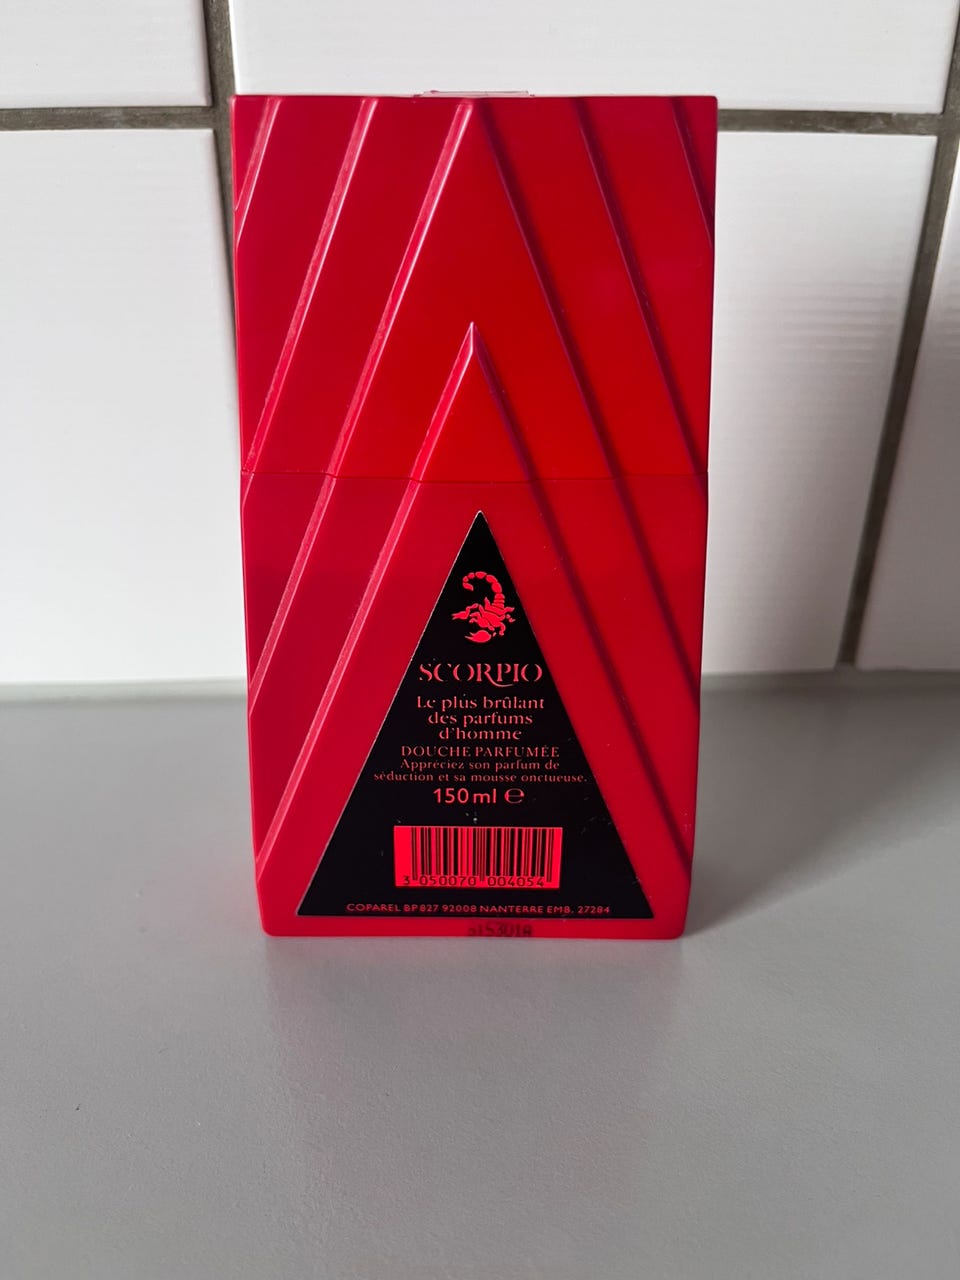 SCORPIO
Le plus brûlant
des parfums
d'homme
DOUCHE PARFUMÉE
Appréciez son parfum de
séduction et sa mousse onctueuse.
150 ml ℮
3 050070 004054
COPAREL BP 827 92008 NANTERRE EMB. 27284